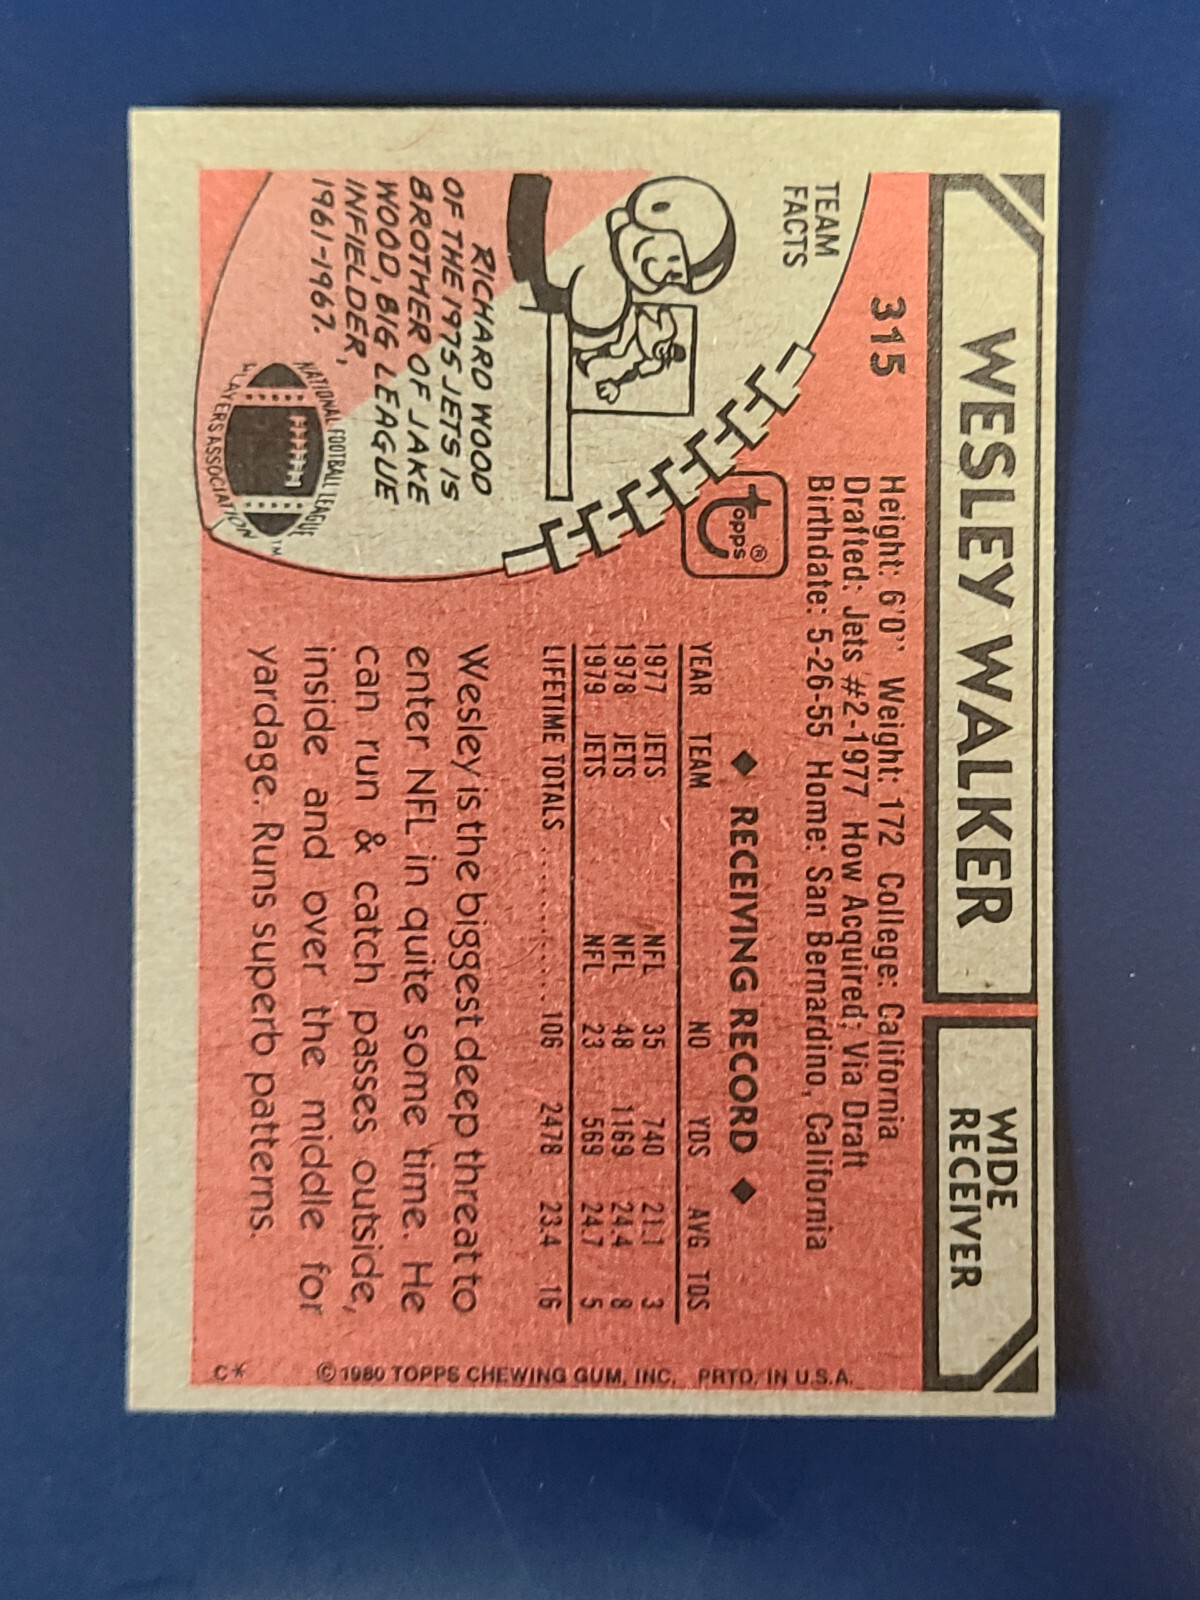 WESLEY WALKER
WIDE
RECEIVER
315
Height: 6'0" Weight: 172 College: California
Drafted: Jets #2-1977 How Acquired; Via Draft
Birthdate: 5-26-55 Home: San Bernardino, California
TEAM
FACTS
topps®
RICHARD WOOD
OF THE 1975 JETS IS
BROTHER OF JAKE
WOOD, BIG LEAGUE
INFIELDER,
1961-1967.
NATIONAL FOOTBALL LEAGUE
PLAYERS ASSOCIATION™
◆ RECEIVING RECORD ◆
YEAR TEAM NO YDS AVG TDS
1977 JETS NFL 35 740 21.1 3
1978 JETS NFL 48 1169 24.4 8
1979 JETS NFL 23 569 24.7 5
LIFETIME TOTALS .......... 106 2478 23.4 16
Wesley is the biggest deep threat to
enter NFL in quite some time. He
can run & catch passes outside,
inside and over the middle for
yardage. Runs superb patterns.
C* © 1980 TOPPS CHEWING GUM, INC. PRTD. IN U.S.A.